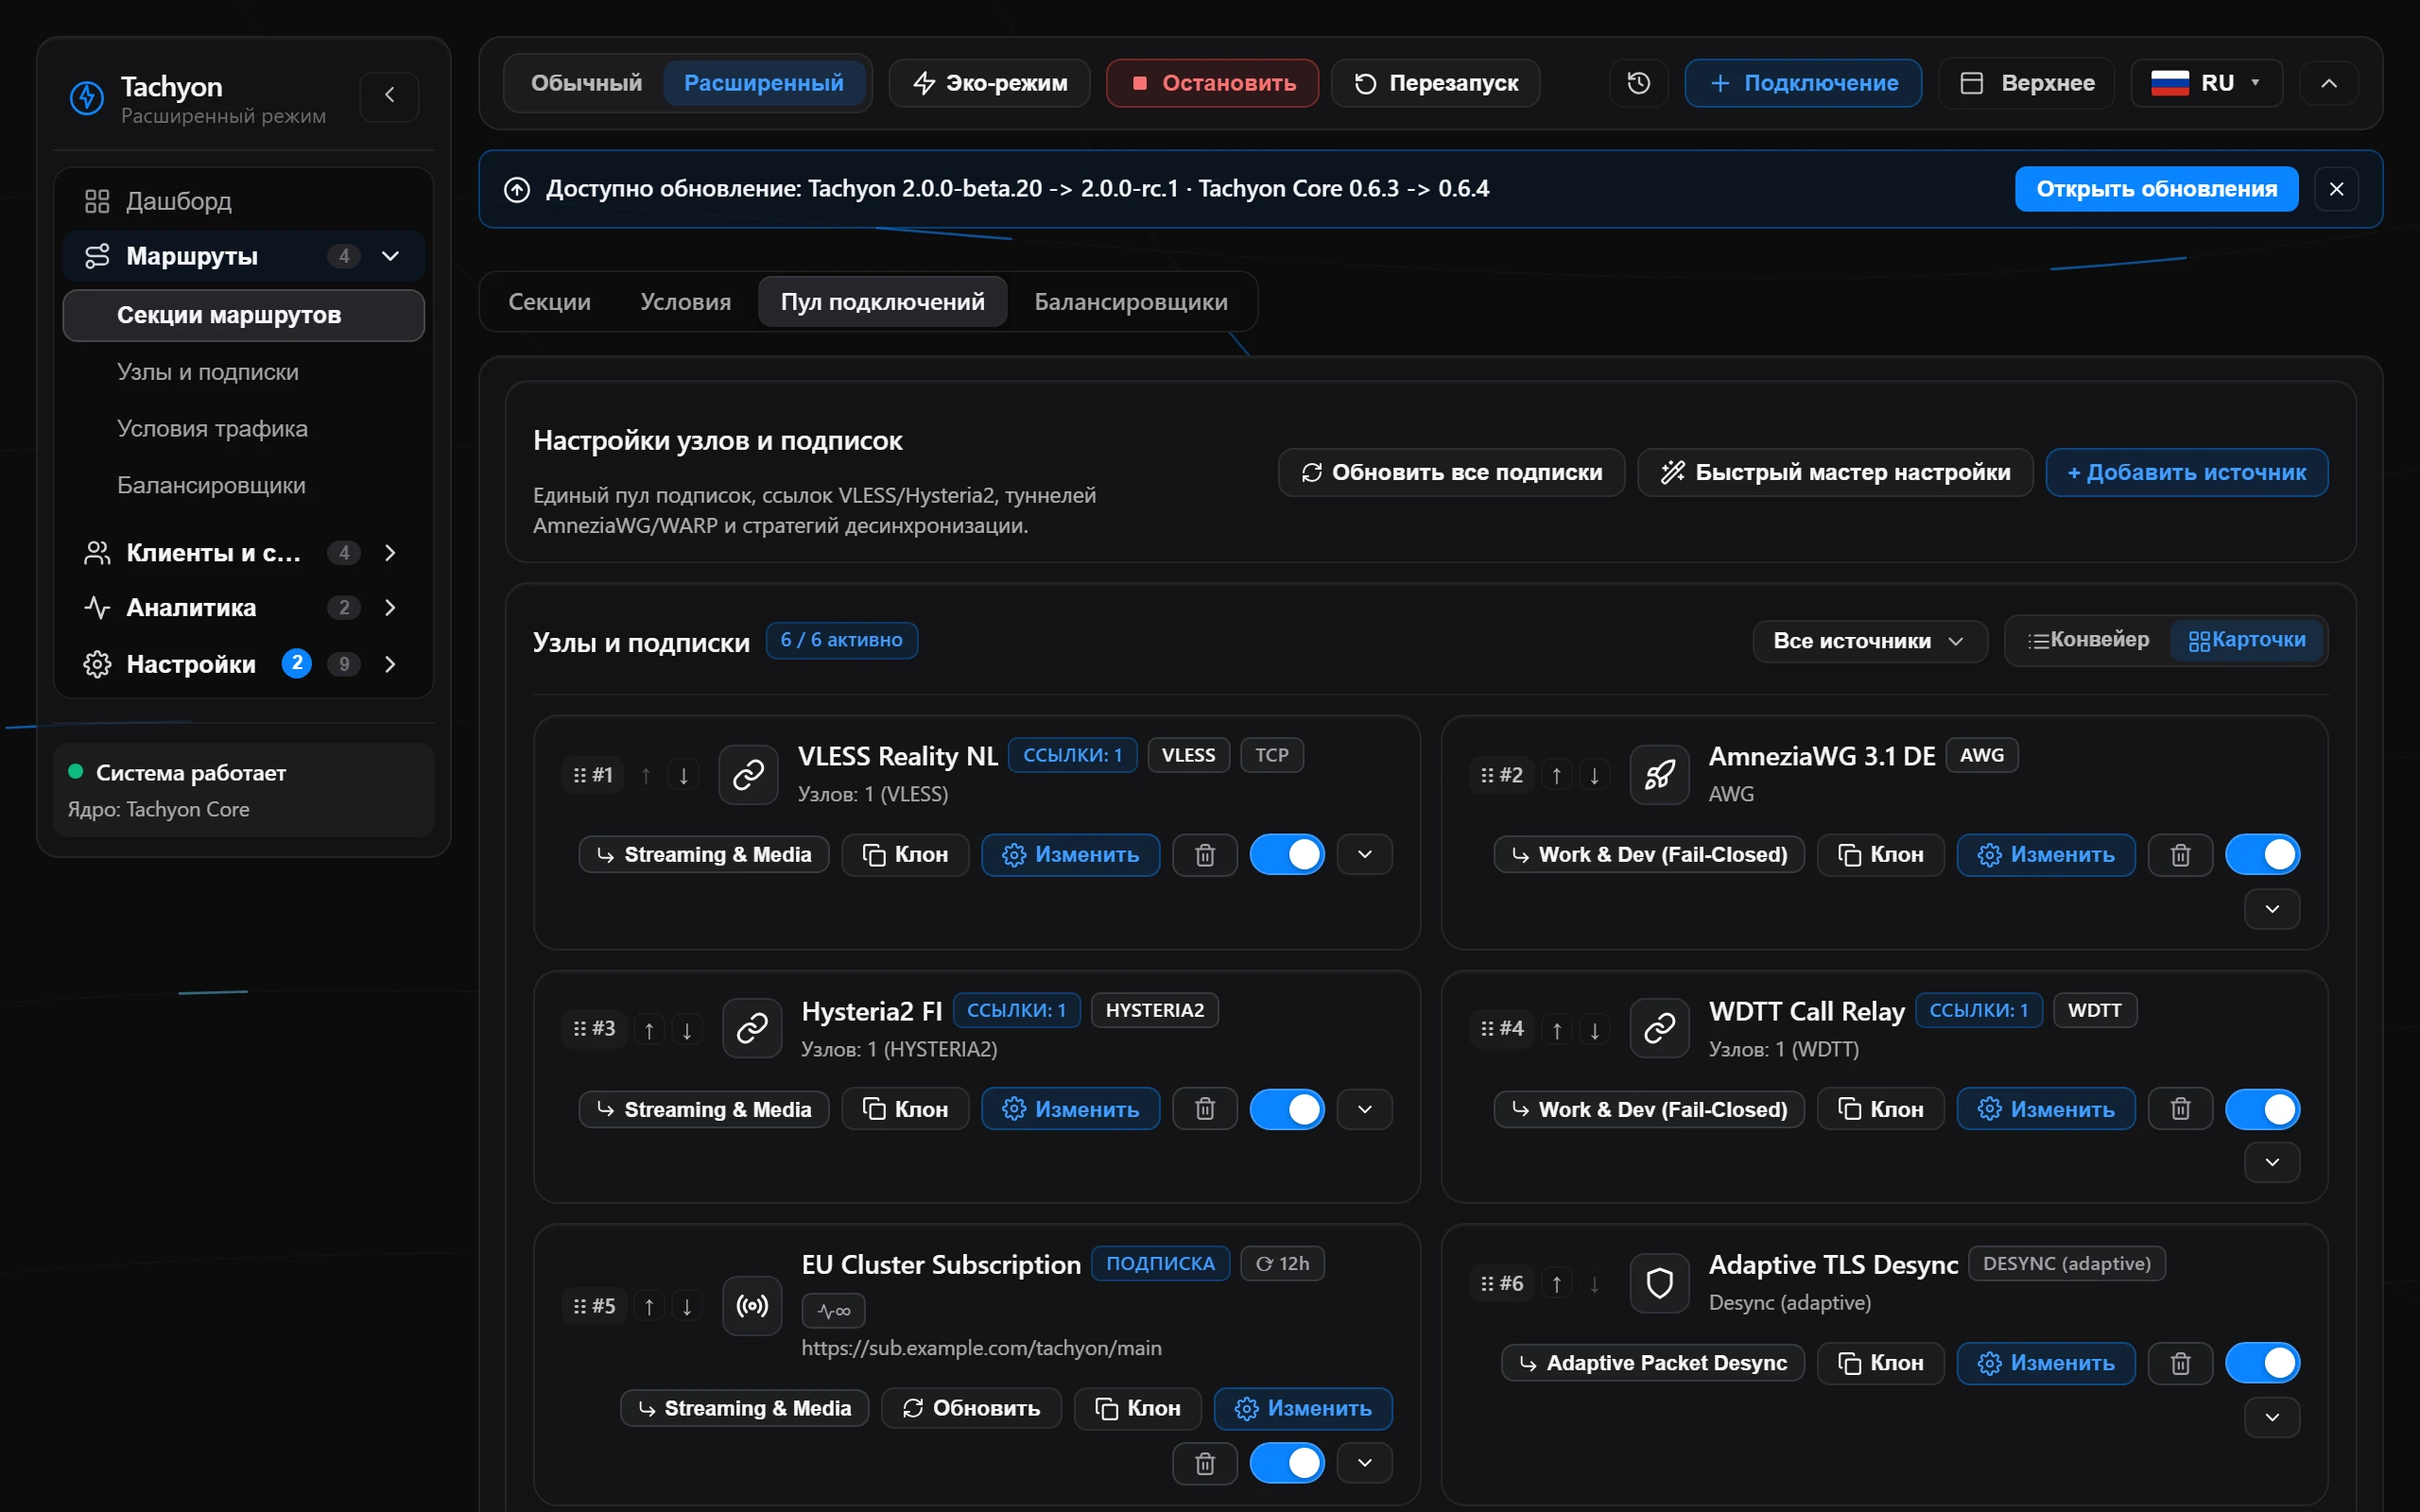 Tachyon
Расширенный режим
Дашборд
Маршруты 4
Секции маршрутов
Узлы и подписки
Условия трафика
Балансировщики
Клиенты и с... 4
Аналитика 2
Настройки 2 9
Система работает
Ядро: Tachyon Core
Обычный Расширенный Эко-режим Остановить Перезапуск Подключение Верхнее RU
Доступно обновление: Tachyon 2.0.0-beta.20 -> 2.0.0-rc.1 · Tachyon Core 0.6.3 -> 0.6.4 Открыть обновления
Секции Условия Пул подключений Балансировщики
Настройки узлов и подписок
Единый пул подписок, ссылок VLESS/Hysteria2, туннелей
AmneziaWG/WARP и стратегий десинхронизации.
Обновить все подписки Быстрый мастер настройки + Добавить источник
Узлы и подписки 6 / 6 активно Все источники Конвейер Карточки
#1 ↑ ↓ VLESS Reality NL ССЫЛКИ: 1 VLESS TCP
Узлов: 1 (VLESS)
Streaming & Media Клон Изменить
#2 ↑ ↓ AmneziaWG 3.1 DE AWG
AWG
Work & Dev (Fail-Closed) Клон Изменить
#3 ↑ ↓ Hysteria2 FI ССЫЛКИ: 1 HYSTERIA2
Узлов: 1 (HYSTERIA2)
Streaming & Media Клон Изменить
#4 ↑ ↓ WDTT Call Relay ССЫЛКИ: 1 WDTT
Узлов: 1 (WDTT)
Work & Dev (Fail-Closed) Клон Изменить
#5 ↑ ↓ EU Cluster Subscription ПОДПИСКА 12h
∞
https://sub.example.com/tachyon/main
Streaming & Media Обновить Клон Изменить
#6 ↑ ↓ Adaptive TLS Desync DESYNC (adaptive)
Desync (adaptive)
Adaptive Packet Desync Клон Изменить